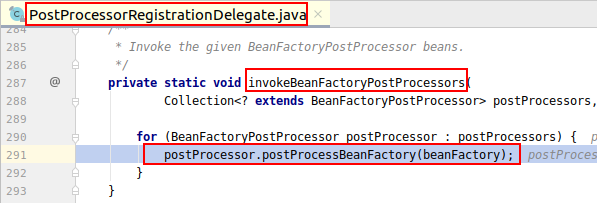 PostProcessorRegistrationDelegate.java
284 /**
285 * Invoke the given BeanFactoryPostProcessor beans.
286 */
287 @ private static void invokeBeanFactoryPostProcessors(
288 Collection<? extends BeanFactoryPostProcessor> postProcessors,
289
290 for (BeanFactoryPostProcessor postProcessor : postProcessors) {
291 postProcessor.postProcessBeanFactory(beanFactory); postProces
292 }
293 }